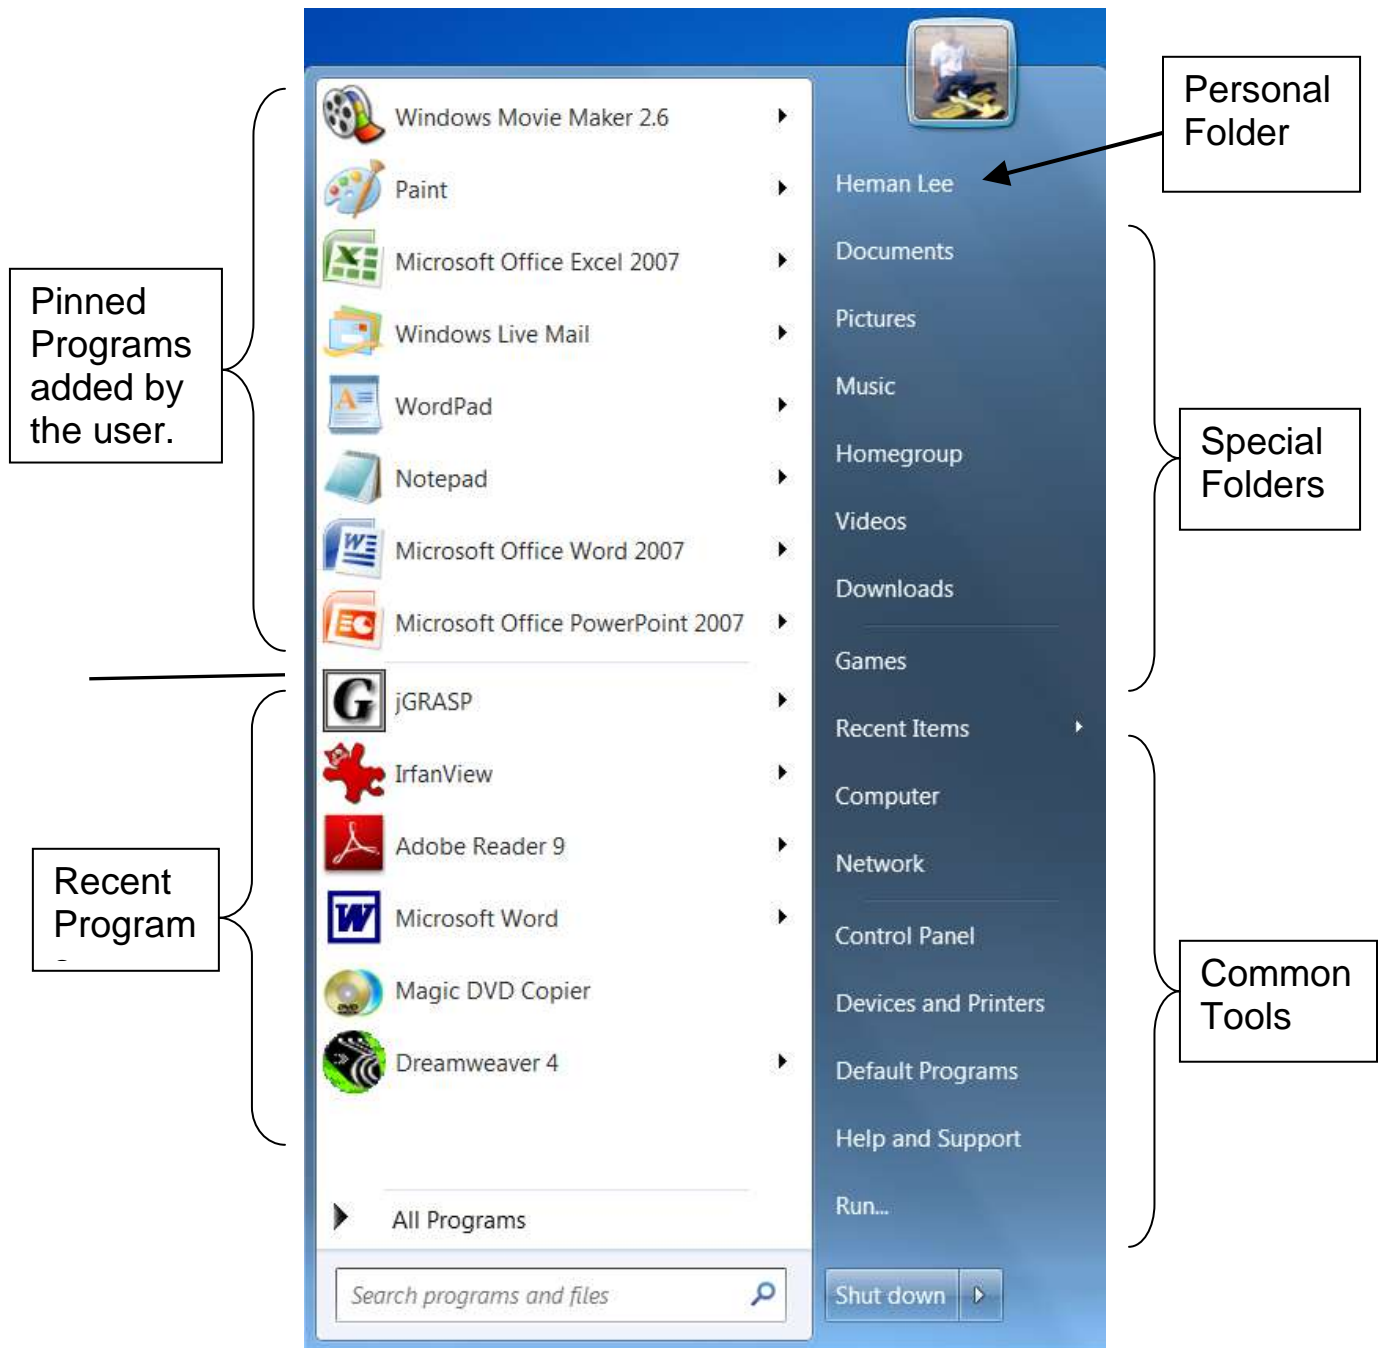 Pinned
Programs
added by
the user.
Recent
Program
Windows Movie Maker 2.6
Paint
Microsoft Office Excel 2007
Windows Live Mail
WordPad
Notepad
Microsoft Office Word 2007
Microsoft Office PowerPoint 2007
jGRASP
IrfanView
Adobe Reader 9
Microsoft Word
Magic DVD Copier
Dreamweaver 4
All Programs
Search programs and files
Heman Lee
Documents
Pictures
Music
Homegroup
Videos
Downloads
Games
Recent Items
Computer
Network
Control Panel
Devices and Printers
Default Programs
Help and Support
Run...
Shut down
Personal
Folder
Special
Folders
Common
Tools